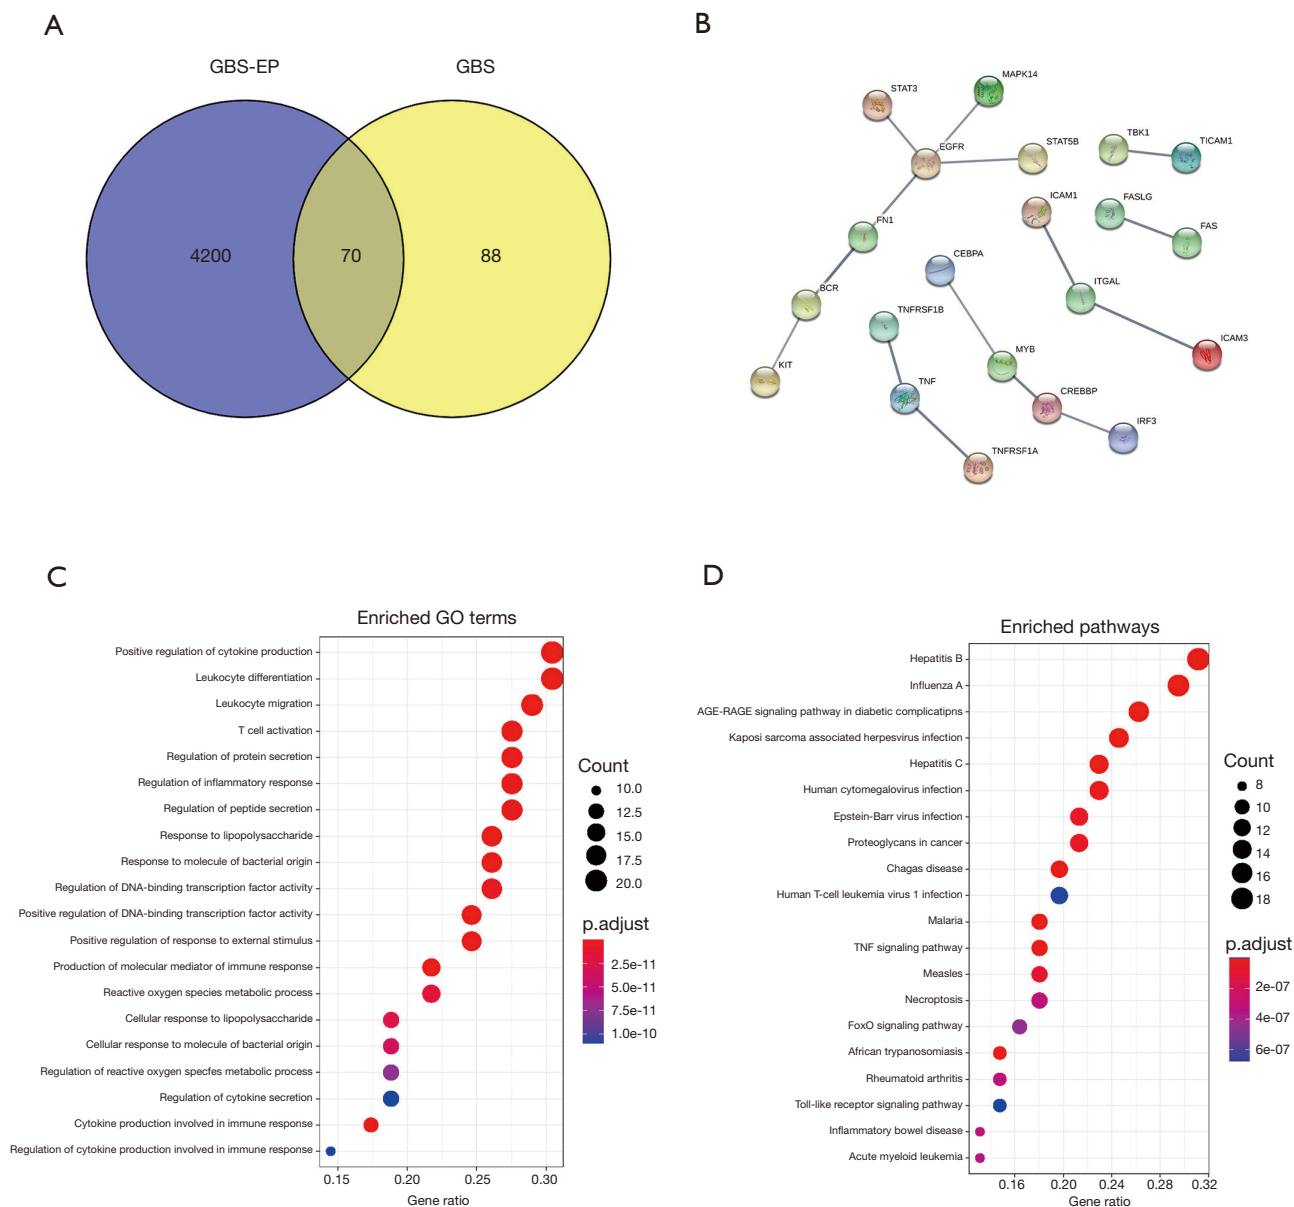 A
GBS-EP
GBS
4200
70
88
B
STAT3
MAPK14
EGFR
STAT5B
TBK1
TICAM1
ICAM1
FASLG
FAS
FN1
CEBPA
ITGAL
BCR
TNFRSF1B
ICAM3
MYB
KIT
TNF
CREBBP
IRF3
TNFRSF1A
C
Enriched GO terms
Positive regulation of cytokine production
Leukocyte differentiation
Leukocyte migration
T cell activation
Regulation of protein secretion
Regulation of inflammatory response
Regulation of peptide secretion
Response to lipopolysaccharide
Response to molecule of bacterial origin
Regulation of DNA-binding transcription factor activity
Positive regulation of DNA-binding transcription factor activity
Positive regulation of response to external stimulus
Production of molecular mediator of immune response
Reactive oxygen species metabolic process
Cellular response to lipopolysaccharide
Cellular response to molecule of bacterial origin
Regulation of reactive oxygen specfes metabolic process
Regulation of cytokine secretion
Cytokine production involved in immune response
Regulation of cytokine production involved in immune response
0.15 0.20 0.25 0.30
Gene ratio
Count
10.0
12.5
15.0
17.5
20.0
p.adjust
2.5e-11
5.0e-11
7.5e-11
1.0e-10
D
Enriched pathways
Hepatitis B
Influenza A
AGE-RAGE signaling pathway in diabetic complicatipns
Kaposi sarcoma associated herpesvirus infection
Hepatitis C
Human cytomegalovirus infection
Epstein-Barr virus infection
Proteoglycans in cancer
Chagas disease
Human T-cell leukemia virus 1 infection
Malaria
TNF signaling pathway
Measles
Necroptosis
FoxO signaling pathway
African trypanosomiasis
Rheumatoid arthritis
Toll-like receptor signaling pathway
Inflammatory bowel disease
Acute myeloid leukemia
0.16 0.20 0.24 0.28 0.32
Gene ratio
Count
8
10
12
14
16
18
p.adjust
2e-07
4e-07
6e-07